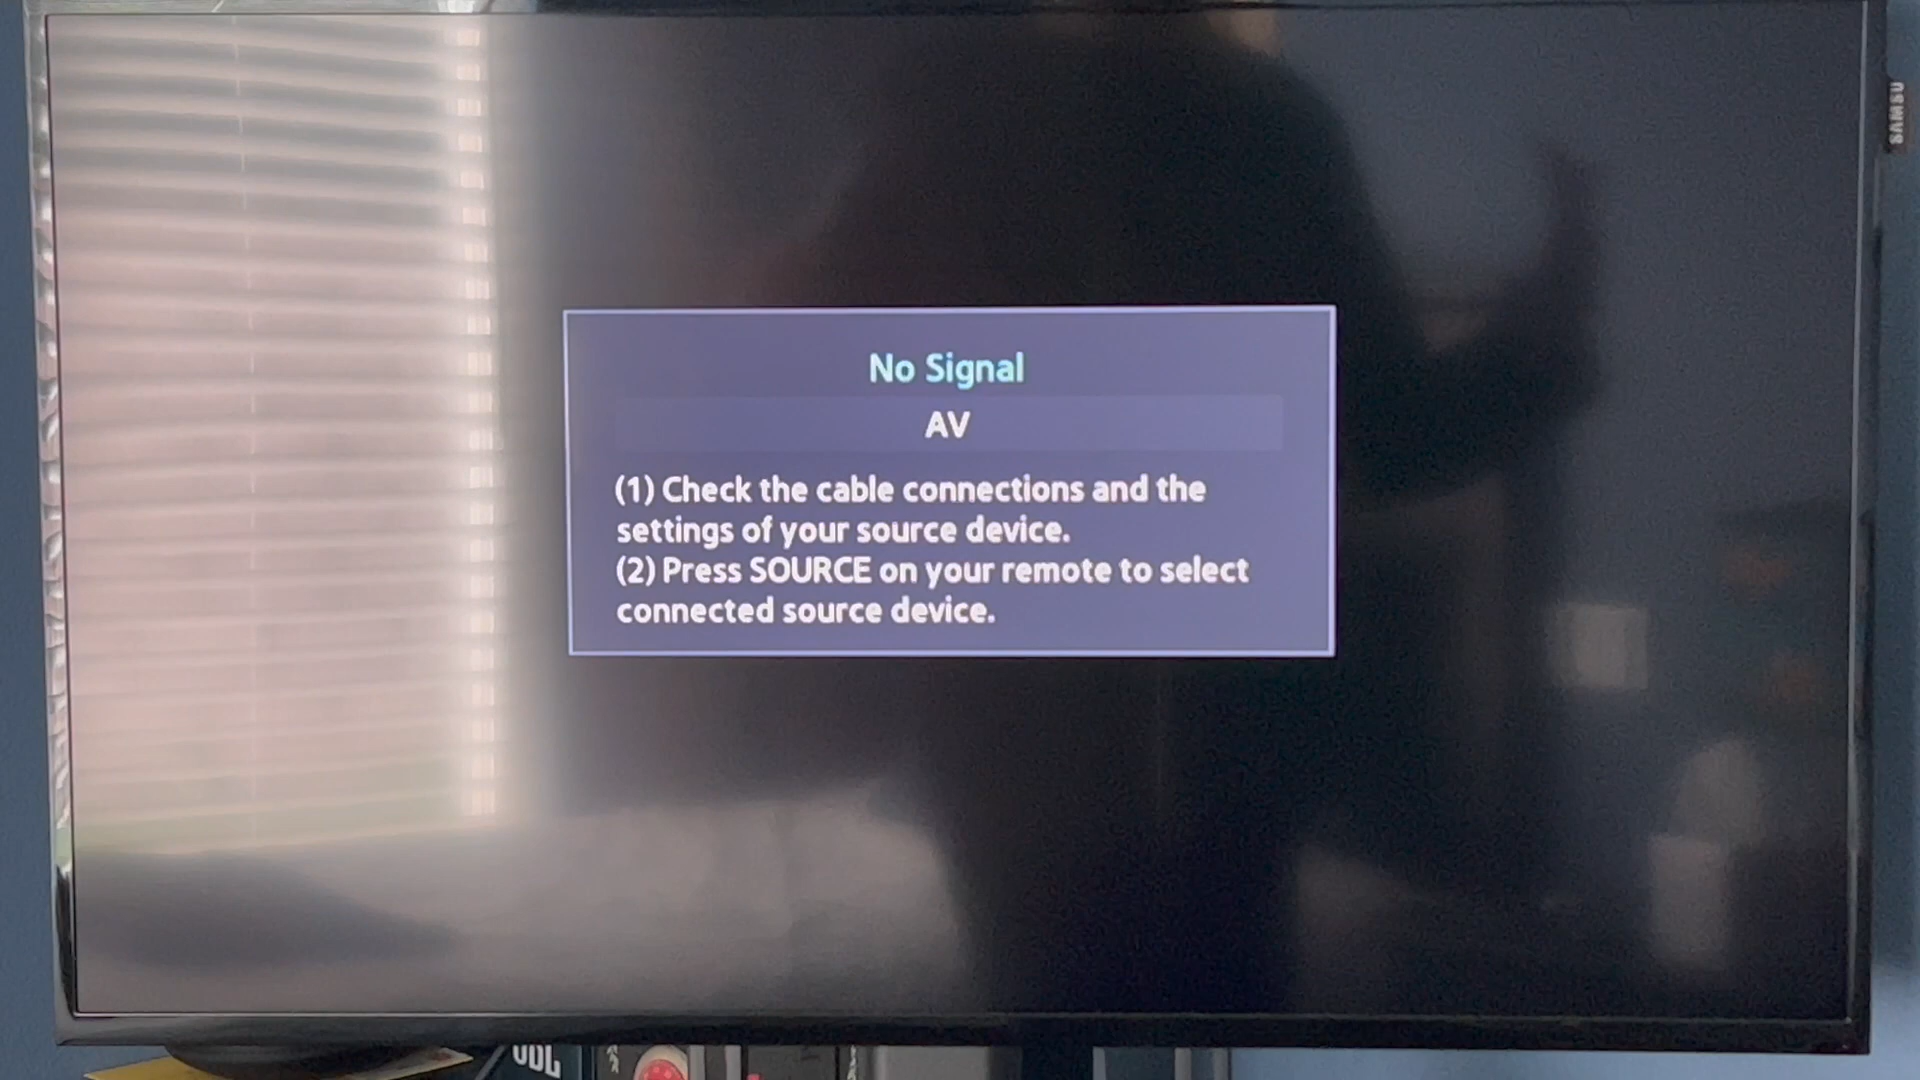 SAMSU
No Signal
AV
(1) Check the cable connections and the
settings of your source device.
(2) Press SOURCE on your remote to select
connected source device.